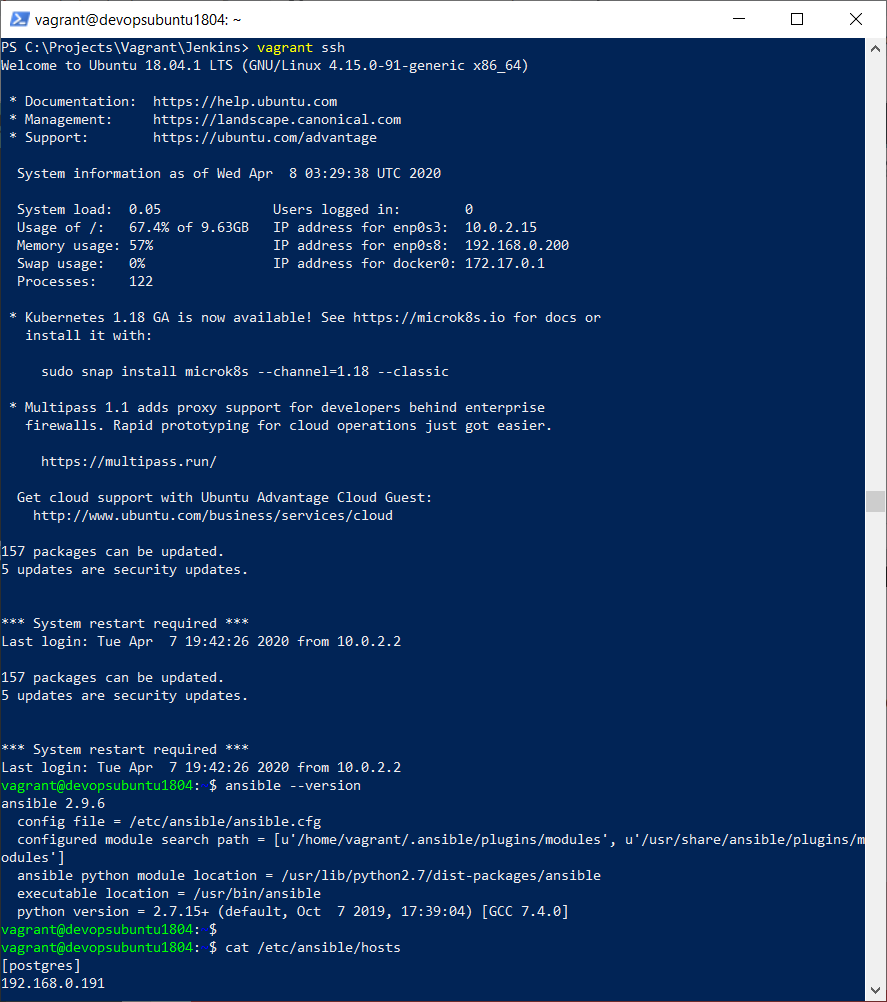 vagrant@devopsubuntu1804: ~
PS C:\Projects\Vagrant\Jenkins> vagrant ssh
Welcome to Ubuntu 18.04.1 LTS (GNU/Linux 4.15.0-91-generic x86_64)
* Documentation:  https://help.ubuntu.com
* Management:     https://landscape.canonical.com
* Support:        https://ubuntu.com/advantage
System information as of Wed Apr  8 03:29:38 UTC 2020
System load:  0.05              Users logged in:        0
Usage of /:   67.4% of 9.63GB   IP address for enp0s3:  10.0.2.15
Memory usage: 57%               IP address for enp0s8:  192.168.0.200
Swap usage:   0%                IP address for docker0: 172.17.0.1
Processes:    122
* Kubernetes 1.18 GA is now available! See https://microk8s.io for docs or
install it with:
sudo snap install microk8s --channel=1.18 --classic
* Multipass 1.1 adds proxy support for developers behind enterprise
firewalls. Rapid prototyping for cloud operations just got easier.
https://multipass.run/
Get cloud support with Ubuntu Advantage Cloud Guest:
http://www.ubuntu.com/business/services/cloud
157 packages can be updated.
5 updates are security updates.
*** System restart required ***
Last login: Tue Apr  7 19:42:26 2020 from 10.0.2.2
157 packages can be updated.
5 updates are security updates.
*** System restart required ***
Last login: Tue Apr  7 19:42:26 2020 from 10.0.2.2
vagrant@devopsubuntu1804:~$ ansible --version
ansible 2.9.6
config file = /etc/ansible/ansible.cfg
configured module search path = [u'/home/vagrant/.ansible/plugins/modules', u'/usr/share/ansible/plugins/m
odules']
ansible python module location = /usr/lib/python2.7/dist-packages/ansible
executable location = /usr/bin/ansible
python version = 2.7.15+ (default, Oct  7 2019, 17:39:04) [GCC 7.4.0]
vagrant@devopsubuntu1804:~$
vagrant@devopsubuntu1804:~$ cat /etc/ansible/hosts
[postgres]
192.168.0.191